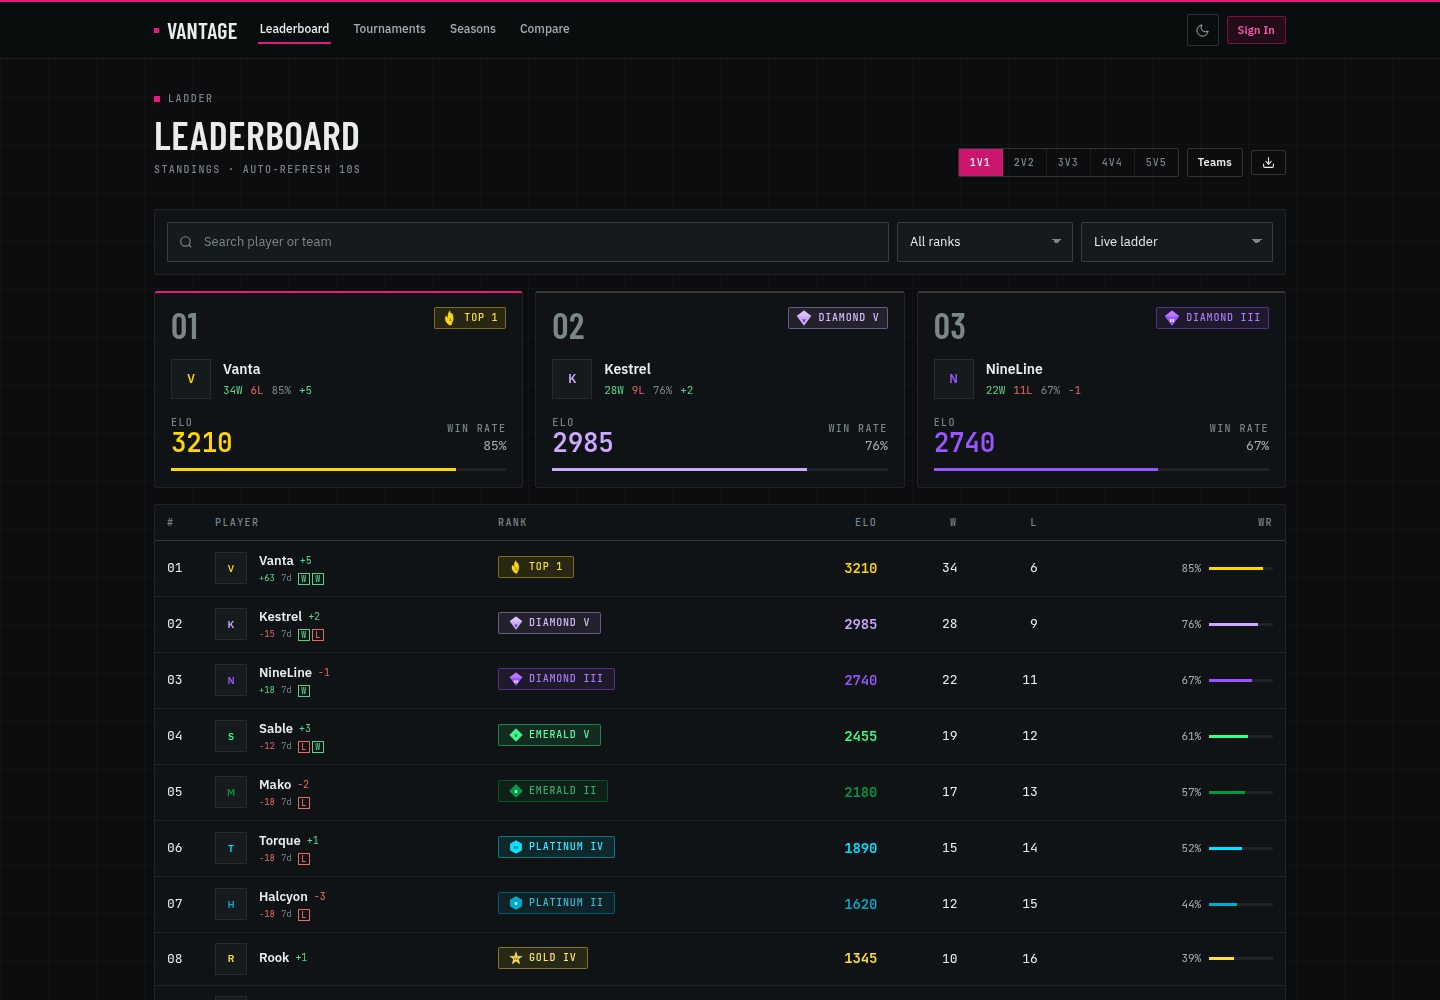 VANTAGE Leaderboard Tournaments Seasons Compare Sign In
LADDER
LEADERBOARD
STANDINGS · AUTO-REFRESH 10S
1V1 2V2 3V3 4V4 5V5 Teams
Search player or team All ranks Live ladder
01 TOP 1
Vanta
34W 6L 85% +5
ELO WIN RATE
3210 85%
02 DIAMOND V
Kestrel
28W 9L 76% +2
ELO WIN RATE
2985 76%
03 DIAMOND III
NineLine
22W 11L 67% -1
ELO WIN RATE
2740 67%
# PLAYER RANK ELO W L WR
01 V Vanta +5 TOP 1 3210 34 6 85%
+63 7d W W
02 K Kestrel +2 DIAMOND V 2985 28 9 76%
-15 7d W L
03 N NineLine -1 DIAMOND III 2740 22 11 67%
+18 7d W
04 S Sable +3 EMERALD V 2455 19 12 61%
-12 7d L W
05 M Mako -2 EMERALD II 2180 17 13 57%
-18 7d L
06 T Torque +1 PLATINUM IV 1890 15 14 52%
-18 7d L
07 H Halcyon -3 PLATINUM II 1620 12 15 44%
-18 7d L
08 R Rook +1 GOLD IV 1345 10 16 39%